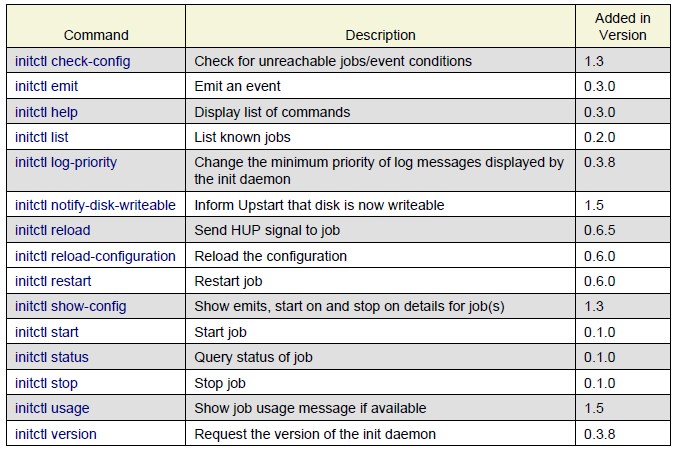 Command Description Added in
Version
initctl check-config Check for unreachable jobs/event conditions 1.3
initctl emit Emit an event 0.3.0
initctl help Display list of commands 0.3.0
initctl list List known jobs 0.2.0
initctl log-priority Change the minimum priority of log messages displayed by 0.3.8
the init daemon
initctl notify-disk-writeable Inform Upstart that disk is now writeable 1.5
initctl reload Send HUP signal to job 0.6.5
initctl reload-configuration Reload the configuration 0.6.0
initctl restart Restart job 0.6.0
initctl show-config Show emits, start on and stop on details for job(s) 1.3
initctl start Start job 0.1.0
initctl status Query status of job 0.1.0
initctl stop Stop job 0.1.0
initctl usage Show job usage message if available 1.5
initctl version Request the version of the init daemon 0.3.8